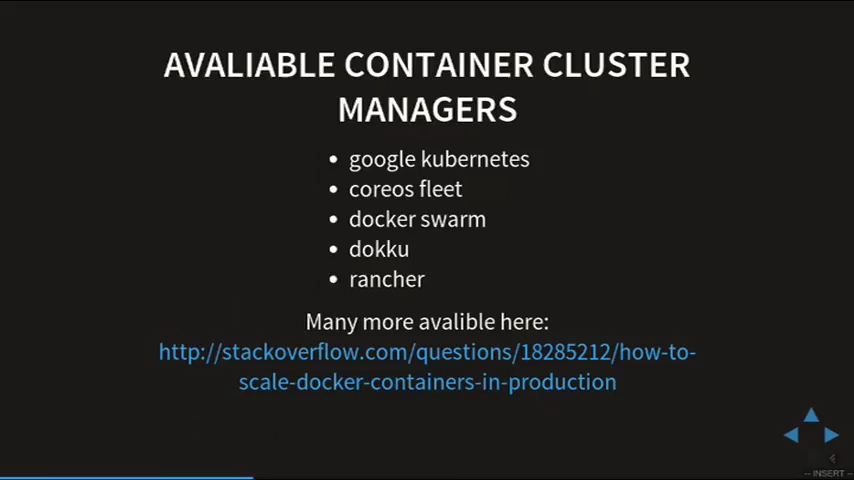 AVALIABLE CONTAINER CLUSTER
MANAGERS
• google kubernetes
• coreos fleet
• docker swarm
• dokku
• rancher
Many more avalible here:
http://stackoverflow.com/questions/18285212/how-to-
scale-docker-containers-in-production
-- INSERT --